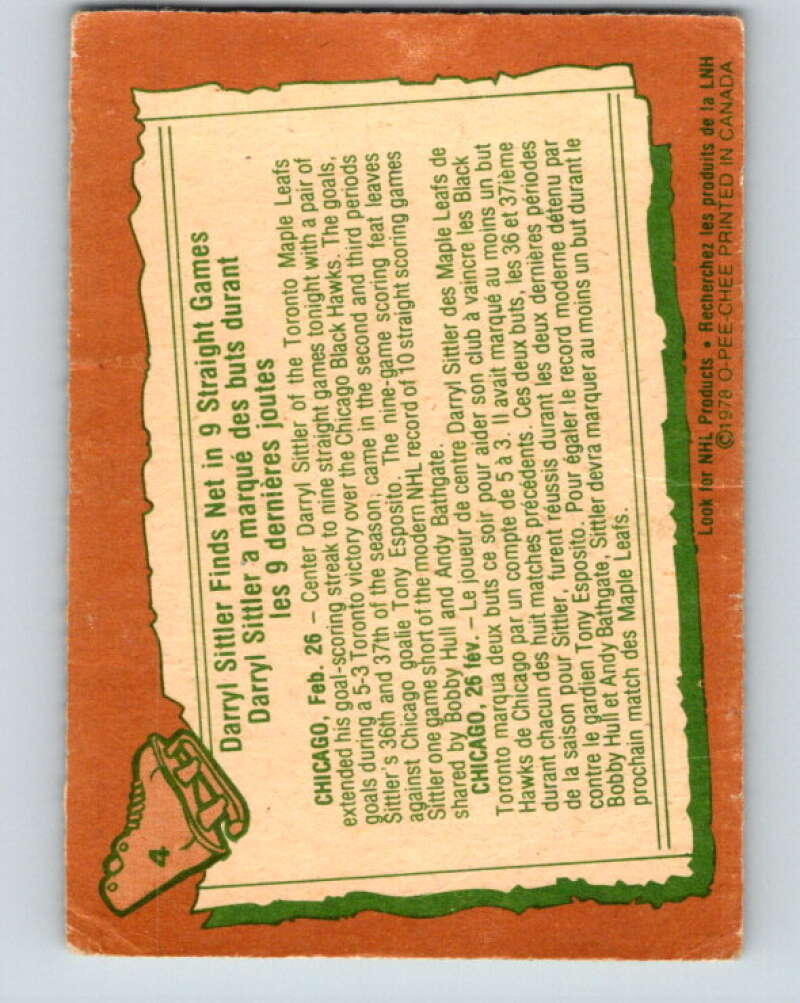 4
Darryl Sittler Finds Net in 9 Straight Games
Darryl Sittler a marqué des buts durant
les 9 dernières joutes
CHICAGO, Feb. 26 – Center Darryl Sittler of the Toronto Maple Leafs
extended his goal-scoring streak to nine straight games tonight with a pair of
goals during a 5-3 Toronto victory over the Chicago Black Hawks. The goals,
Sittler's 36th and 37th of the season, came in the second and third periods
against Chicago goalie Tony Esposito. The nine-game scoring feat leaves
Sittler one game short of the modern NHL record of 10 straight scoring games
shared by Bobby Hull and Andy Bathgate.
CHICAGO, 26 fév. – Le joueur de centre Darryl Sittler des Maple Leafs de
Toronto marqua deux buts ce soir pour aider son club à vaincre les Black
Hawks de Chicago par un compte de 5 à 3. Il avait marqué au moins un but
durant chacun des huit matches précédents. Ces deux buts, les 36 et 37ième
de la saison pour Sittler, furent réussis durant les deux dernières périodes
contre le gardien Tony Esposito. Pour égaler le record moderne détenu par
Bobby Hull et Andy Bathgate, Sittler devra marquer au moins un but durant le
prochain match des Maple Leafs.
Look for NHL Products • Recherchez les produits de la LNH
©1978 O-PEE-CHEE PRINTED IN CANADA